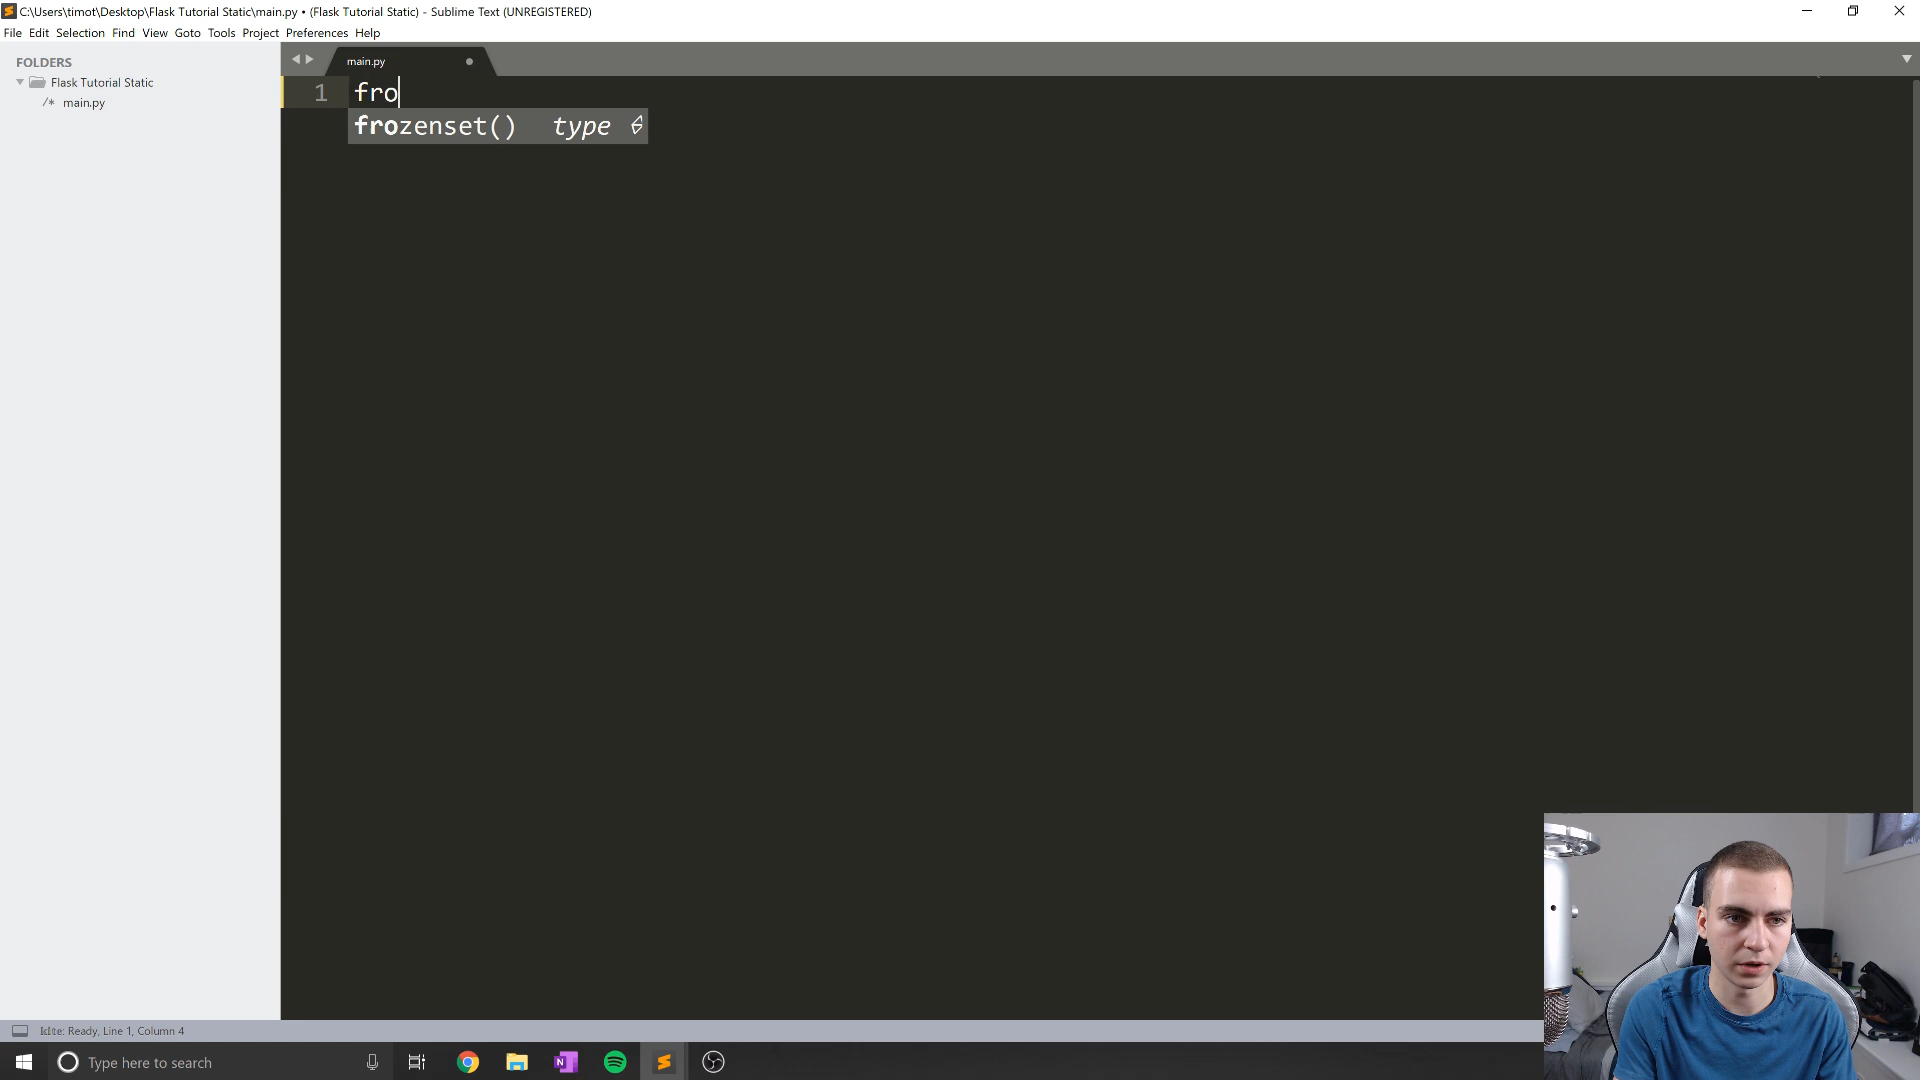 C:\Users\timot\Desktop\Flask Tutorial Static\main.py • (Flask Tutorial Static) - Sublime Text (UNREGISTERED)
File Edit Selection Find View Goto Tools Project Preferences Help
FOLDERS
Flask Tutorial Static
/* main.py
main.py
1 fro
frozenset() type
Line 1, Column 4
Type here to search